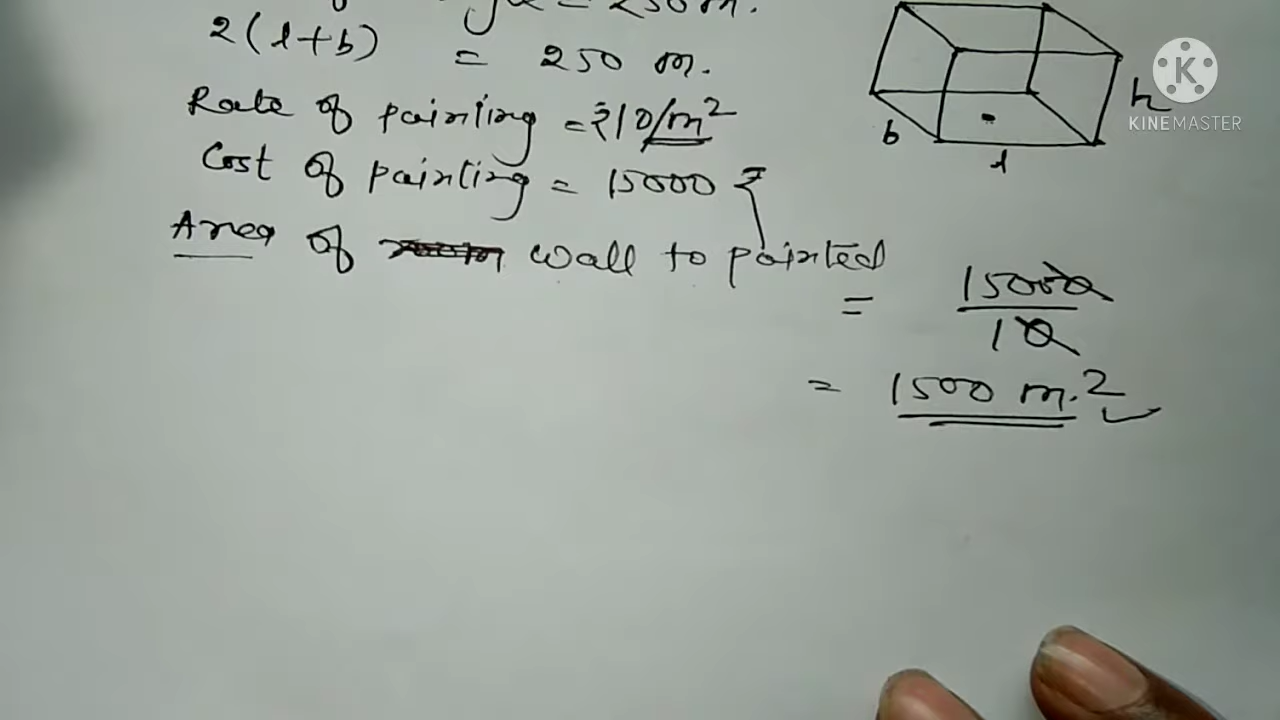 = 250 m.
2(l+b) = 250 m.
Rate of painting = ₹10/m²
Cost of painting = 15000 ₹
Area of wall to painted
= 15000/10
= 1500 m.²
h
b
l
K
KINEMASTER